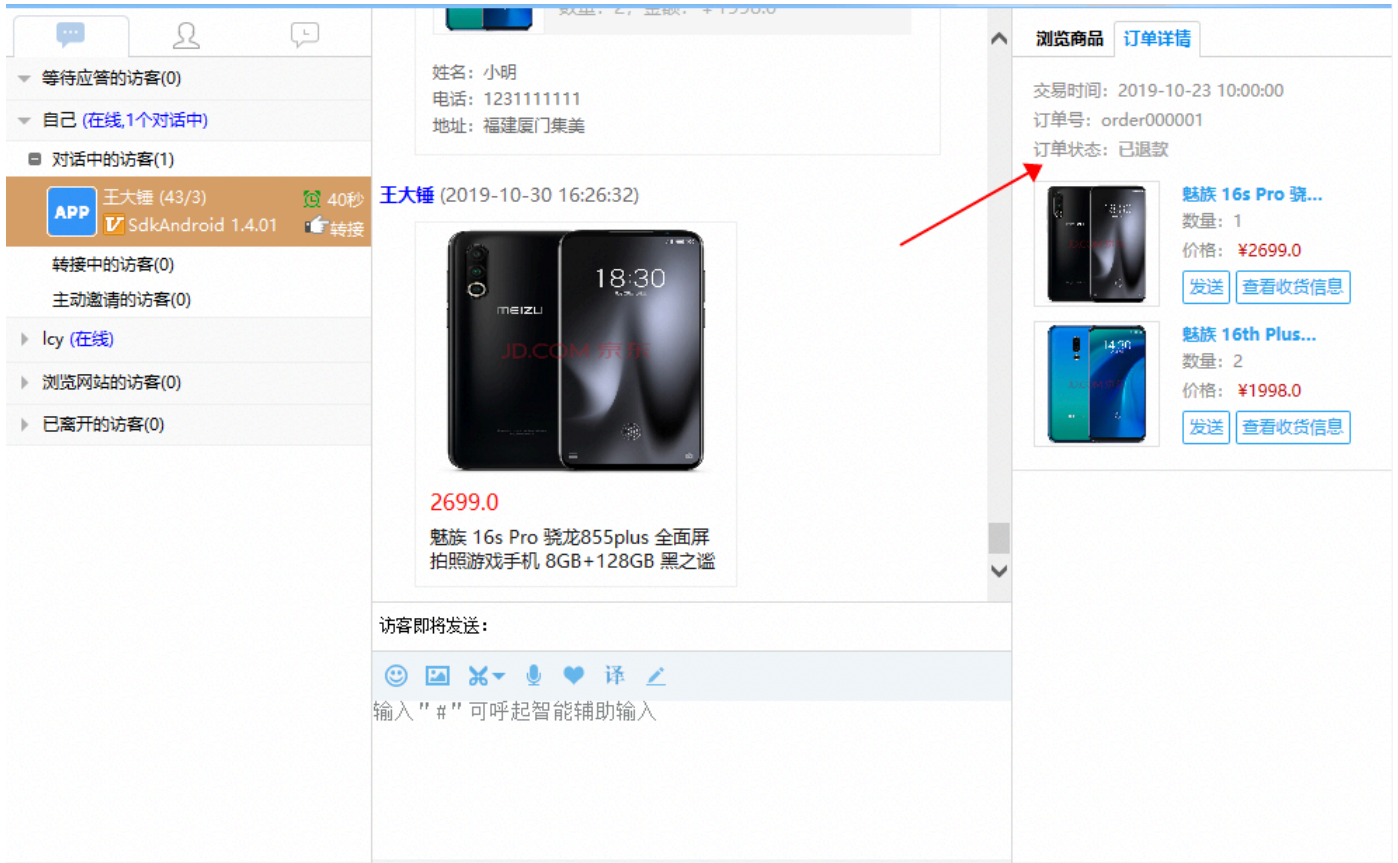 等待应答的访客(0)
自己 (在线,1个对话中)
对话中的访客(1)
APP
王大锤 (43/3)
40秒
SdkAndroid 1.4.01
转接
转接中的访客(0)
主动邀请的访客(0)
lcy (在线)
浏览网站的访客(0)
已离开的访客(0)
姓名：小明
电话：1231111111
地址：福建厦门集美
王大锤 (2019-10-30 16:26:32)
18:30
MEIZU
JD.COM 京东
2699.0
魅族 16s Pro 骁龙855plus 全面屏
拍照游戏手机 8GB+128GB 黑之谧
访客即将发送：
译
输入"#"可呼起智能辅助输入
浏览商品
订单详情
交易时间：2019-10-23 10:00:00
订单号：order000001
订单状态：已退款
18:30
魅族 16s Pro 骁...
数量：1
价格：¥2699.0
发送
查看收货信息
14:30
魅族 16th Plus...
数量：2
价格：¥1998.0
发送
查看收货信息